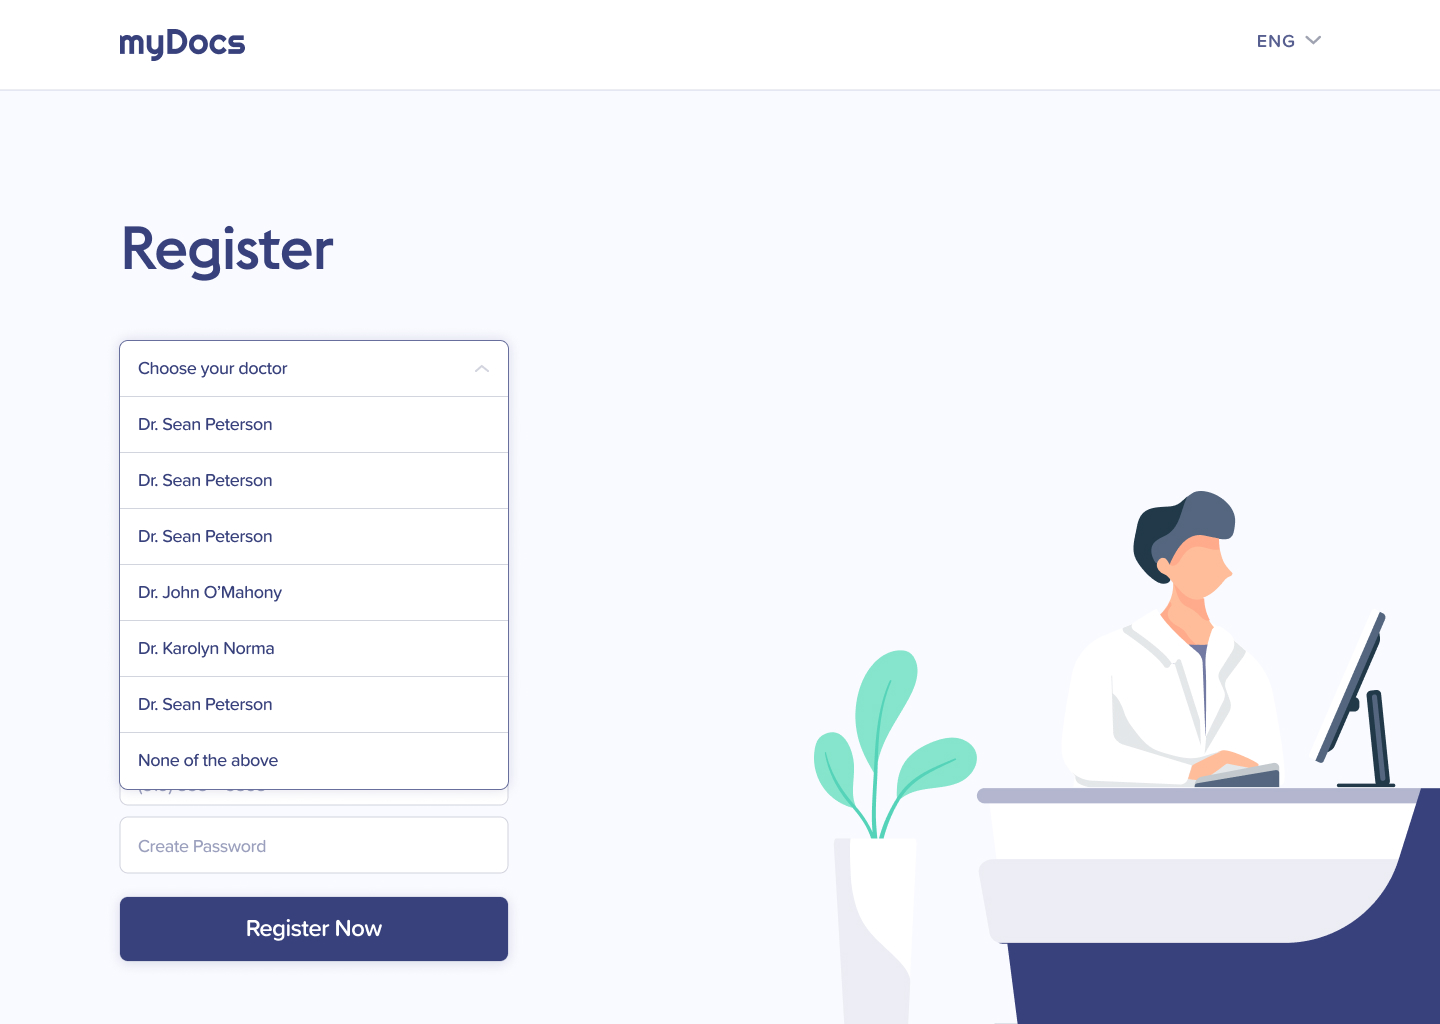 myDocs
ENG
Register
Choose your doctor
Dr. Sean Peterson
Dr. Sean Peterson
Dr. Sean Peterson
Dr. John O’Mahony
Dr. Karolyn Norma
Dr. Sean Peterson
None of the above
Create Password
Register Now